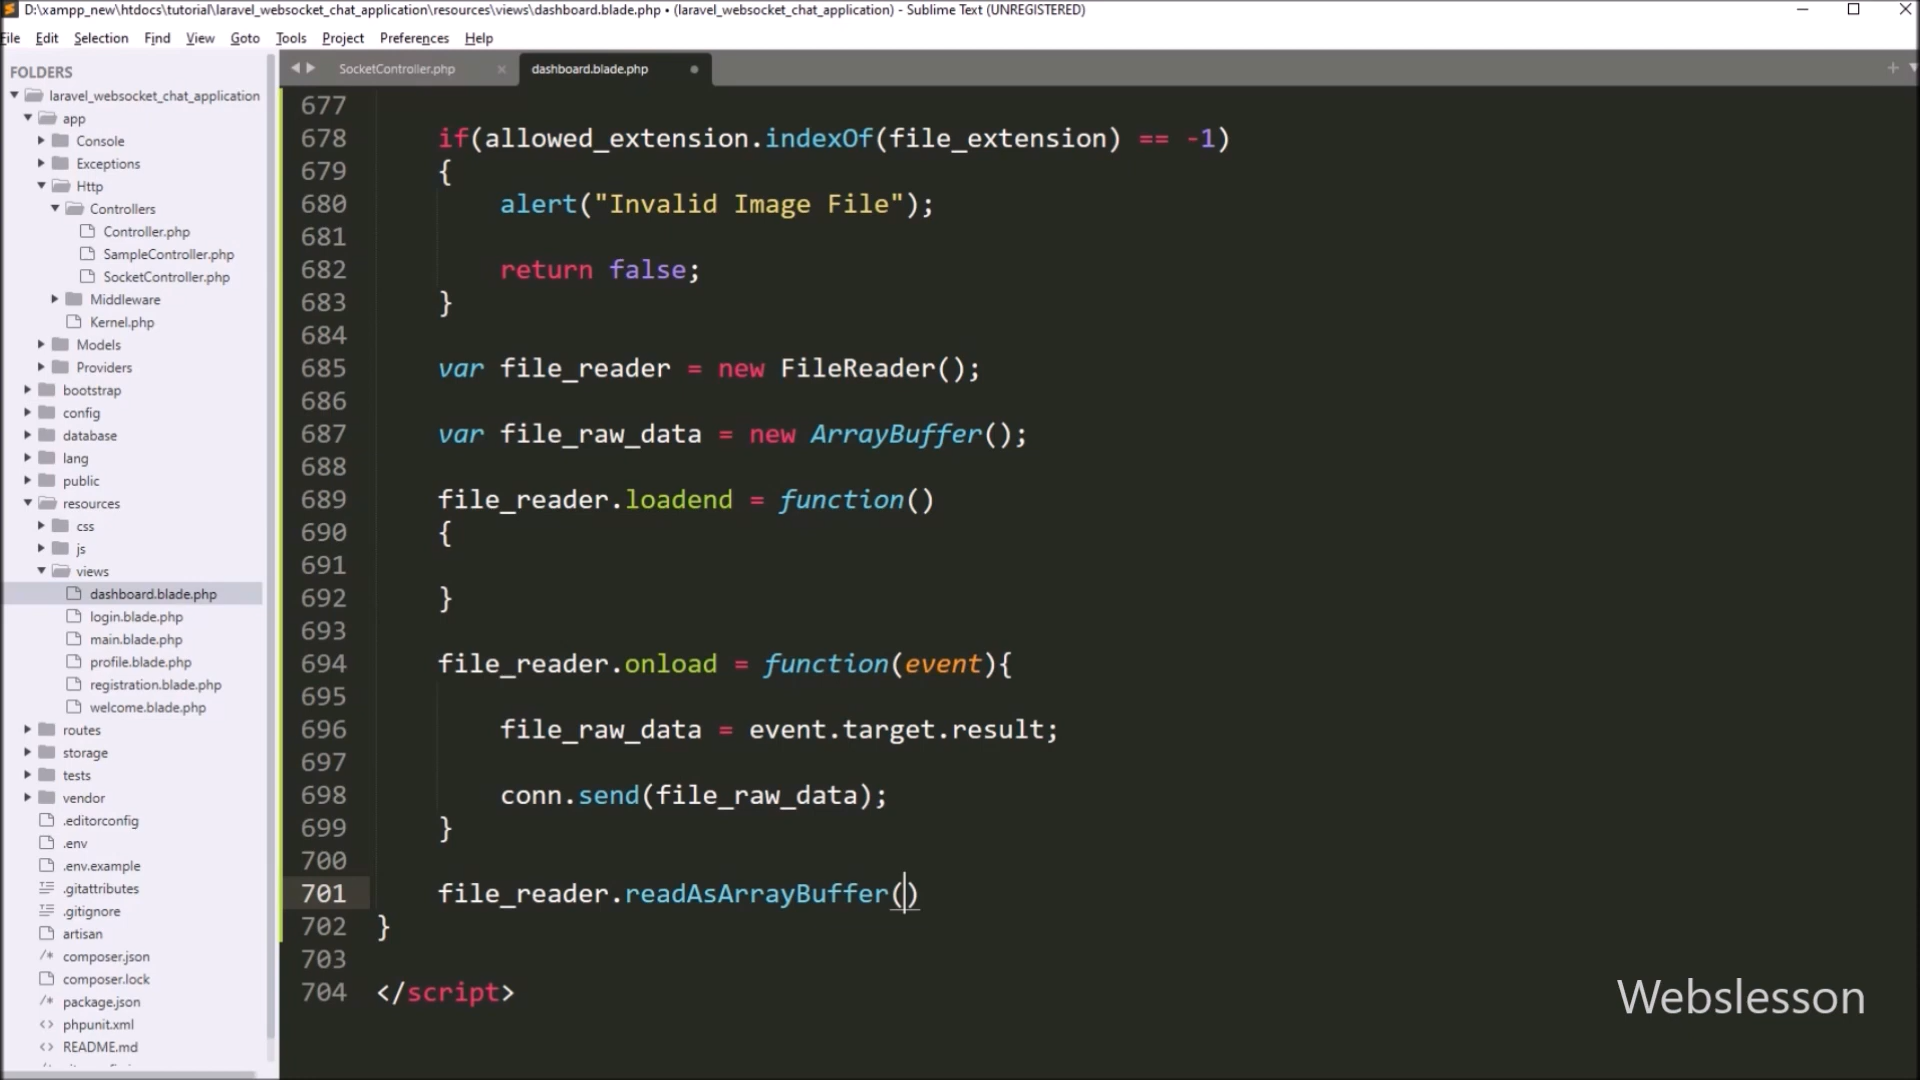 D:\xampp_new\htdocs\tutorial\laravel_websocket_chat_application\resources\views\dashboard.blade.php • (laravel_websocket_chat_application) - Sublime Text (UNREGISTERED)
File Edit Selection Find View Goto Tools Project Preferences Help
FOLDERS
laravel_websocket_chat_application
app
Console
Exceptions
Http
Controllers
Controller.php
SampleController.php
SocketController.php
Middleware
Kernel.php
Models
Providers
bootstrap
config
database
lang
public
resources
css
js
views
dashboard.blade.php
login.blade.php
main.blade.php
profile.blade.php
registration.blade.php
welcome.blade.php
routes
storage
tests
vendor
.editorconfig
.env
.env.example
.gitattributes
.gitignore
artisan
/* composer.json
composer.lock
/* package.json
<> phpunit.xml
<> README.md
SocketController.php × dashboard.blade.php •
677
678 if(allowed_extension.indexOf(file_extension) == -1)
679 {
680 alert("Invalid Image File");
681
682 return false;
683 }
684
685 var file_reader = new FileReader();
686
687 var file_raw_data = new ArrayBuffer();
688
689 file_reader.loadend = function()
690 {
691
692 }
693
694 file_reader.onload = function(event){
695
696 file_raw_data = event.target.result;
697
698 conn.send(file_raw_data);
699 }
700
701 file_reader.readAsArrayBuffer()
702 }
703
704 </script>
Webslesson